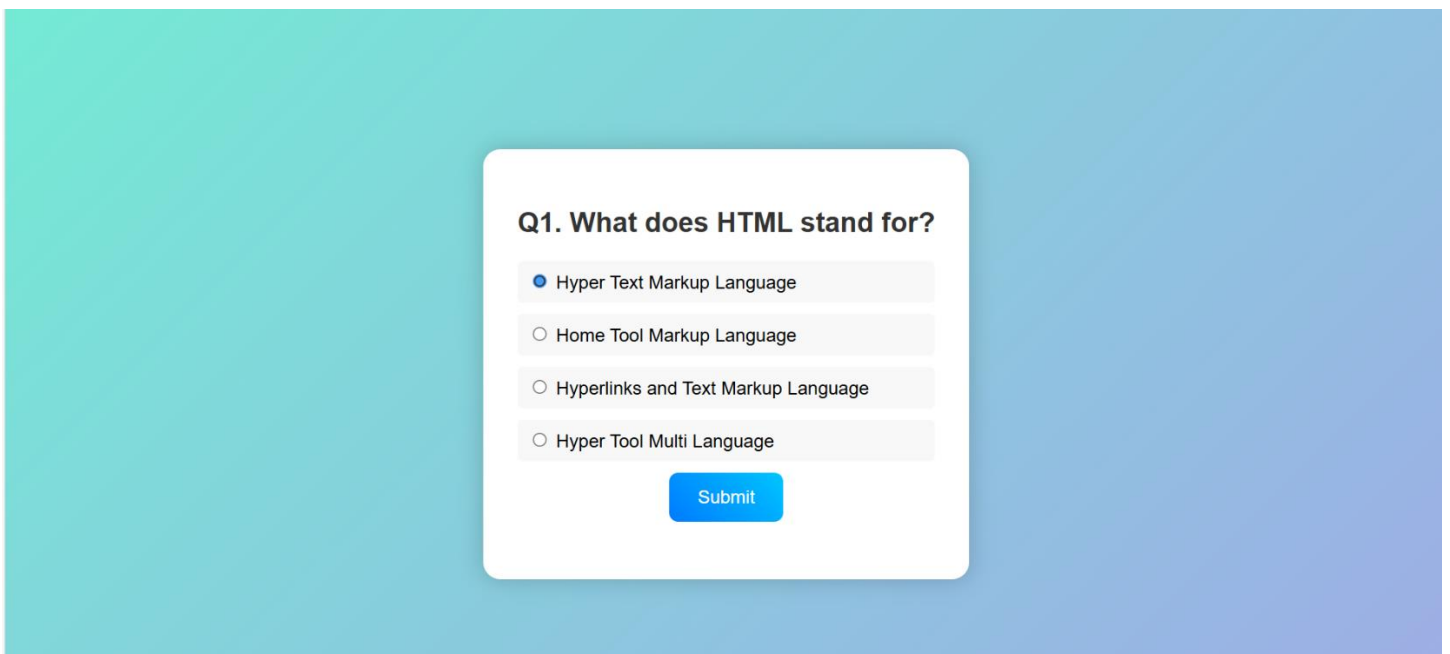 Q1. What does HTML stand for?
Hyper Text Markup Language
Home Tool Markup Language
Hyperlinks and Text Markup Language
Hyper Tool Multi Language
Submit